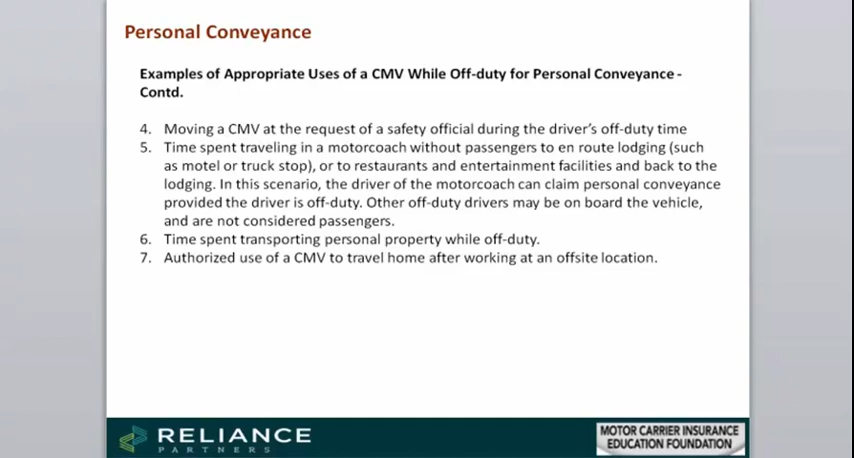 Personal Conveyance
Examples of Appropriate Uses of a CMV While Off-duty for Personal Conveyance -
Contd.
4. Moving a CMV at the request of a safety official during the driver's off-duty time
5. Time spent traveling in a motorcoach without passengers to en route lodging (such
as motel or truck stop), or to restaurants and entertainment facilities and back to the
lodging. In this scenario, the driver of the motorcoach can claim personal conveyance
provided the driver is off-duty. Other off-duty drivers may be on board the vehicle,
and are not considered passengers.
6. Time spent transporting personal property while off-duty.
7. Authorized use of a CMV to travel home after working at an offsite location.
RELIANCE
PARTNERS
MOTOR CARRIER INSURANCE
EDUCATION FOUNDATION